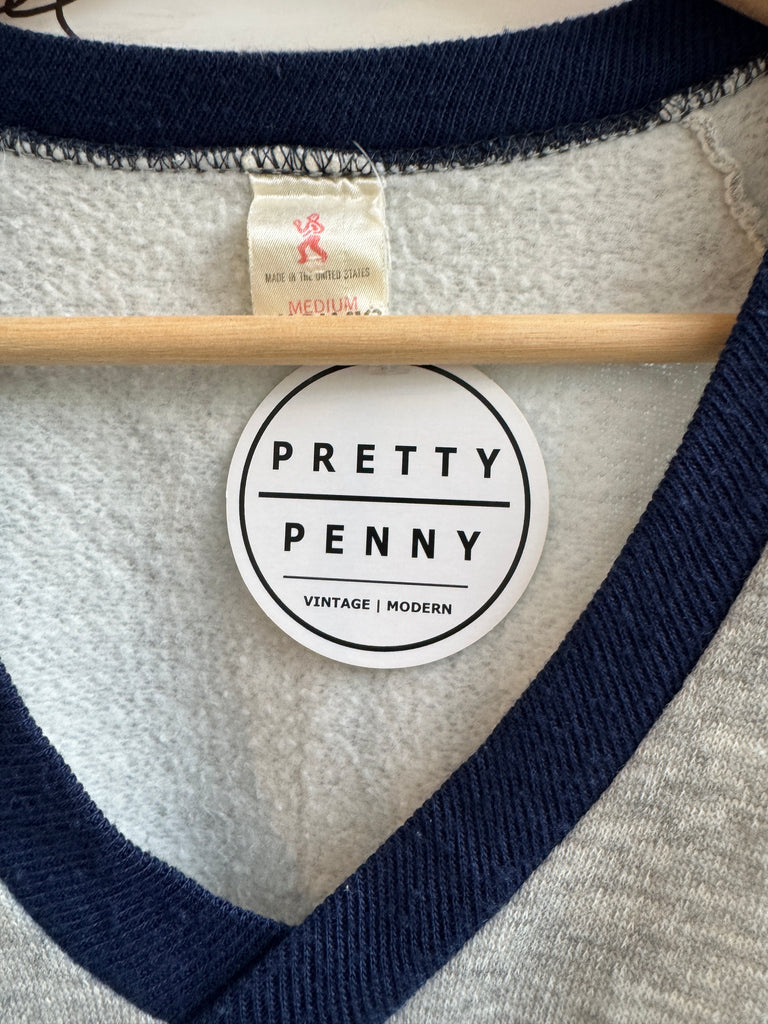 MADE IN THE UNITED STATES
MEDIUM
PRETTY
PENNY
VINTAGE | MODERN